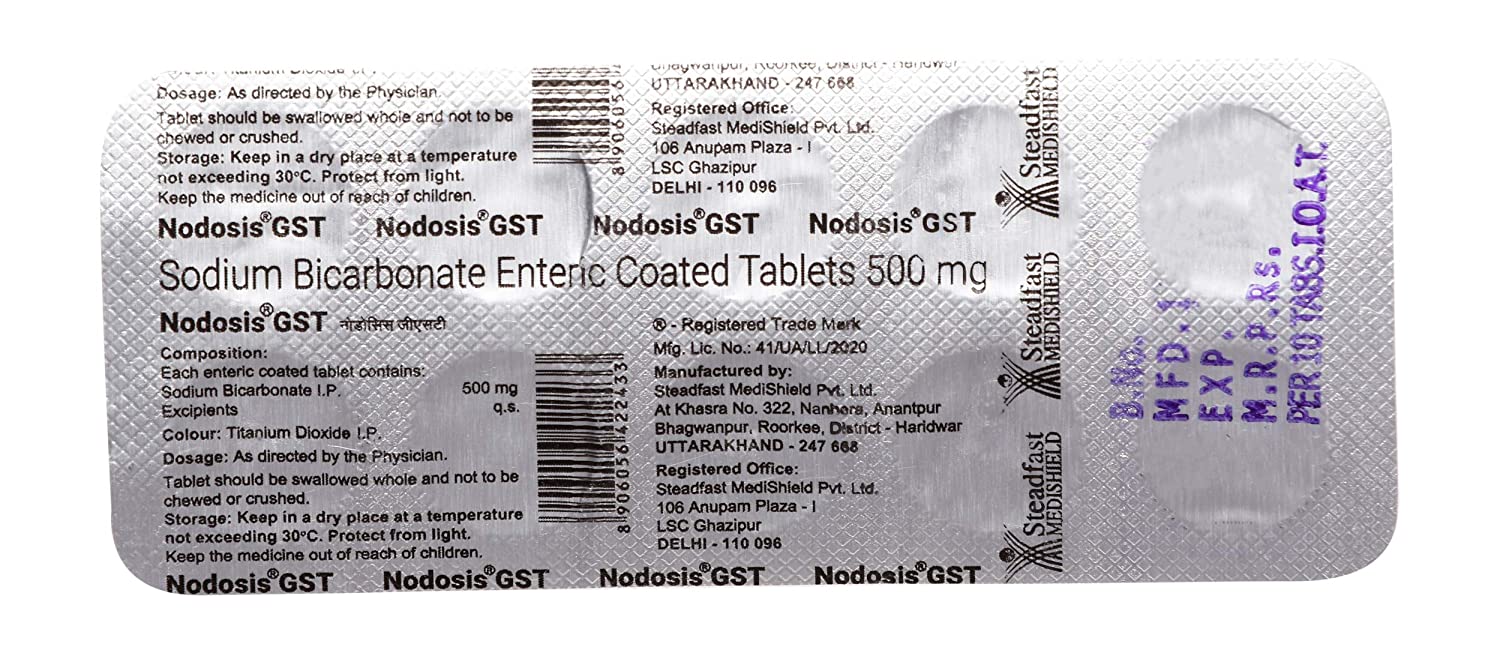 Dosage: As directed by the Physician.
Tablet should be swallowed whole and not to be
chewed or crushed.
Storage: Keep in a dry place at a temperature
not exceeding 30°C. Protect from light.
Keep the medicine out of reach of children.
8906056
Bhagwanpur, Roorkee, District - Haridwar
UTTARAKHAND - 247 668
Registered Office:
Steadfast MediShield Pvt. Ltd.
106 Anupam Plaza - I
LSC Ghazipur
DELHI - 110 096
Nodosis®GST Nodosis®GST Nodosis®GST Nodosis®GST
Sodium Bicarbonate Enteric Coated Tablets 500 mg
Nodosis®GST नोडोसिस जीएसटी
Composition:
Each enteric coated tablet contains:
Sodium Bicarbonate I.P. 500 mg
Excipients q.s.
Colour: Titanium Dioxide I.P.
Dosage: As directed by the Physician.
Tablet should be swallowed whole and not to be
chewed or crushed.
Storage: Keep in a dry place at a temperature
not exceeding 30°C. Protect from light.
Keep the medicine out of reach of children.
8906056422433
® - Registered Trade Mark
Mfg. Lic. No.: 41/UA/LL/2020
Manufactured by:
Steadfast MediShield Pvt. Ltd.
At Khasra No. 322, Nanhera, Anantpur
Bhagwanpur, Roorkee, District - Haridwar
UTTARAKHAND - 247 668
Registered Office:
Steadfast MediShield Pvt. Ltd.
106 Anupam Plaza - I
LSC Ghazipur
DELHI - 110 096
Nodosis®GST Nodosis®GST Nodosis®GST Nodosis®GST
Steadfast
MEDISHIELD
Steadfast
MEDISHIELD
Steadfast
MEDISHIELD
B.No.
MFD.
EXP.
M.R.P.Rs.
PER 10 TABS.I.O.A.T.